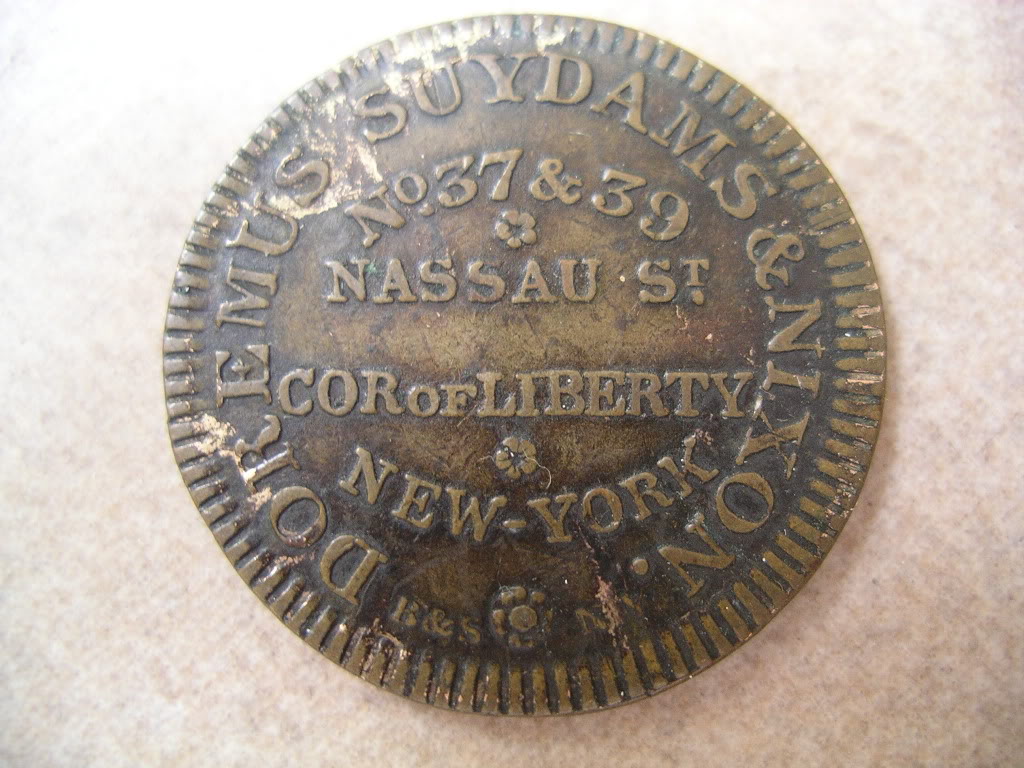 DOREMUS SUYDAMS & NIXON.
No. 37 & 39
NASSAU ST.
COR OF LIBERTY
NEW-YORK
B&S N.Y.